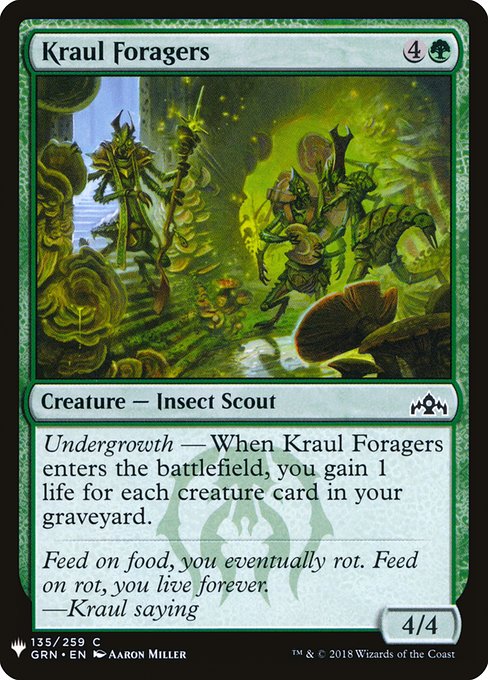 Kraul Foragers 4
Creature — Insect Scout
Undergrowth — When Kraul Foragers
enters the battlefield, you gain 1
life for each creature card in your
graveyard.
Feed on food, you eventually rot. Feed
on rot, you live forever.
—Kraul saying
4/4
135/259 C
GRN • EN Aaron Miller
™ & © 2018 Wizards of the Coast